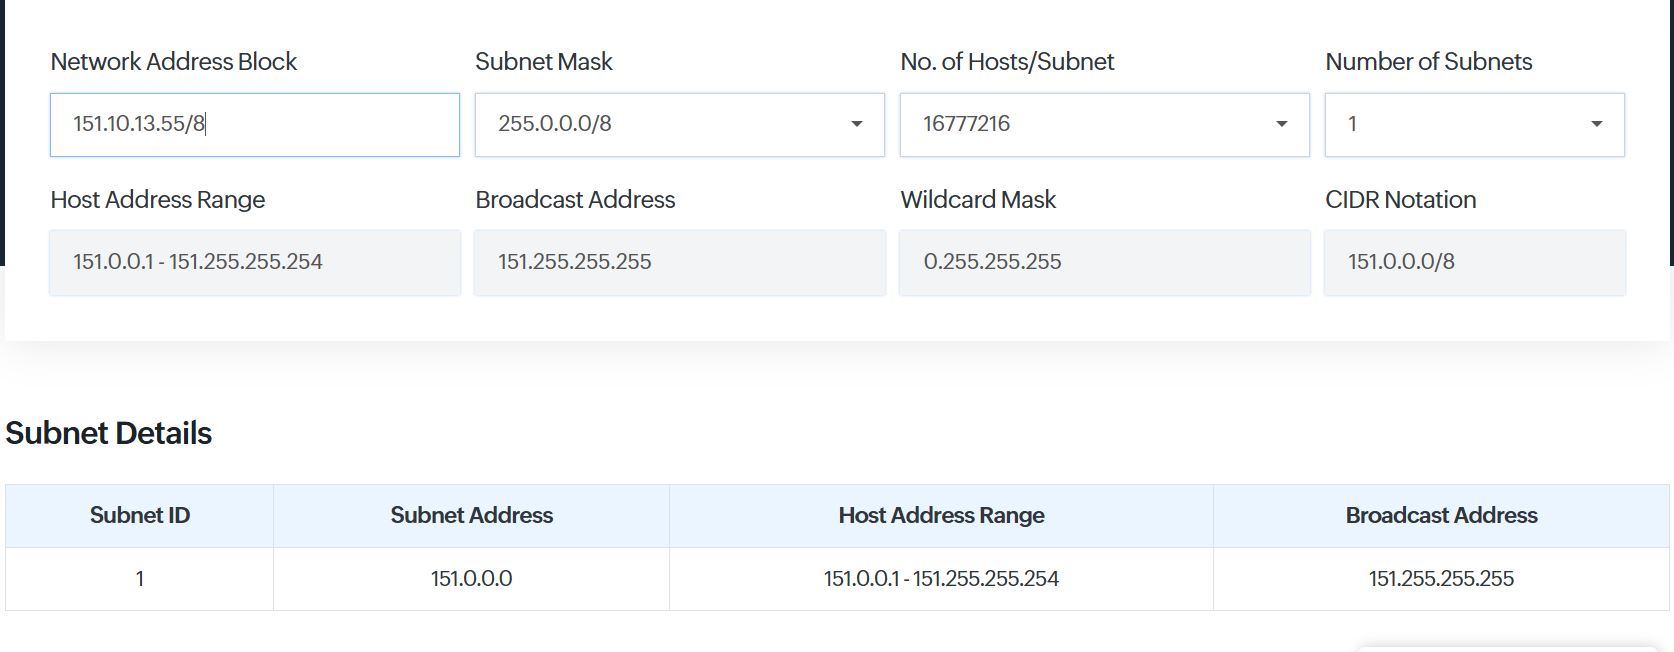 Network Address Block Subnet Mask No. of Hosts/Subnet Number of Subnets
151.10.13.55/8 255.0.0.0/8 16777216 1
Host Address Range Broadcast Address Wildcard Mask CIDR Notation
151.0.0.1 - 151.255.255.254 151.255.255.255 0.255.255.255 151.0.0.0/8
Subnet Details
Subnet ID Subnet Address Host Address Range Broadcast Address
1 151.0.0.0 151.0.0.1 - 151.255.255.254 151.255.255.255